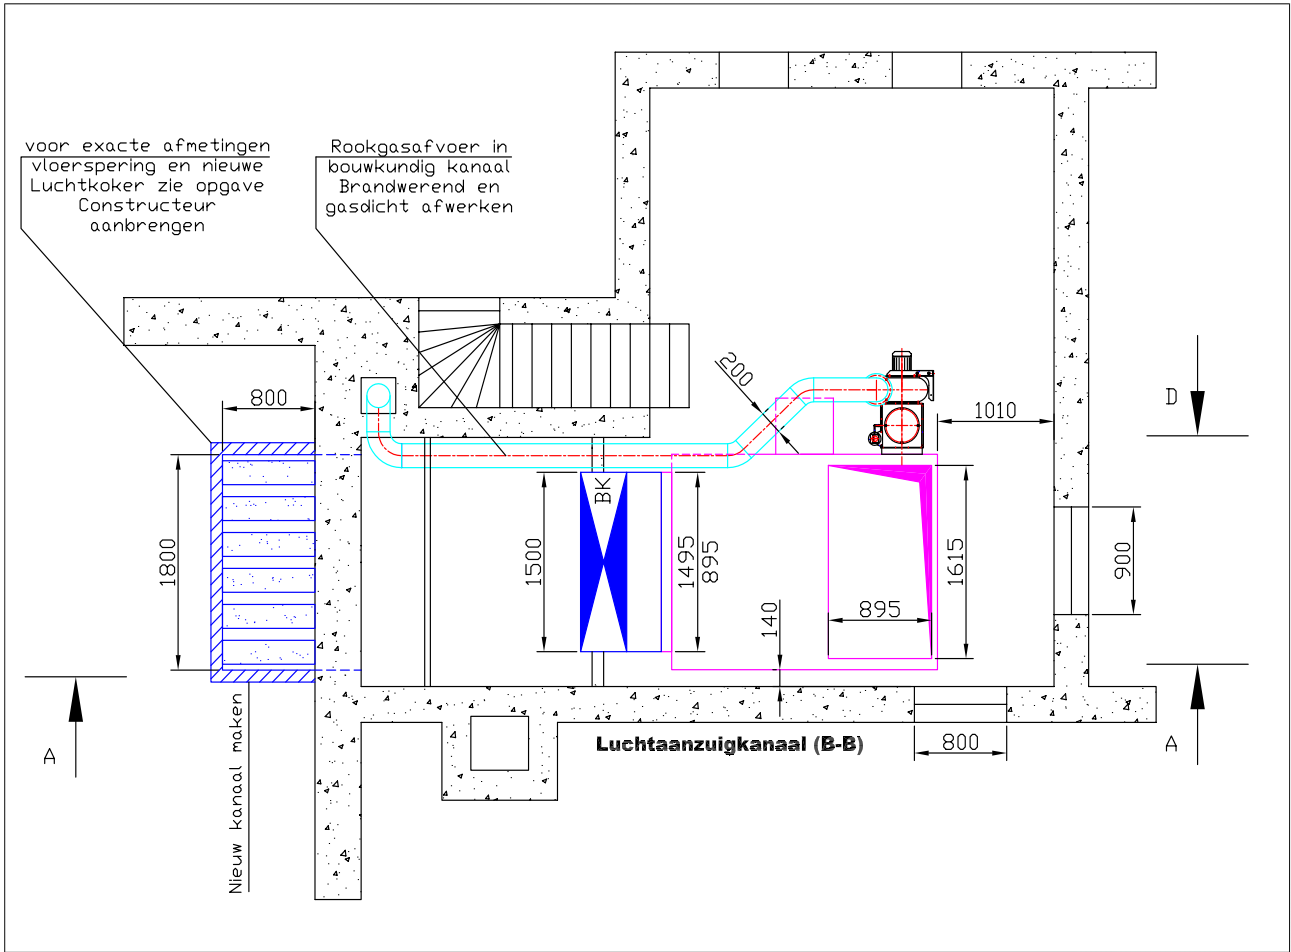 voor exacte afmetingen
vloersperring en nieuwe
Luchtkoker zie opgave
Constructeur
aanbrengen
Rookgasafvoer in
bouwkundig kanaal
Brandwerend en
gasdicht afwerken
800
200
1010
D
1800
1500
BK
1495
895
140
895
1615
900
A
Nieuw kanaal maken
Luchtaanzuigkanaal (B-B)
800
A